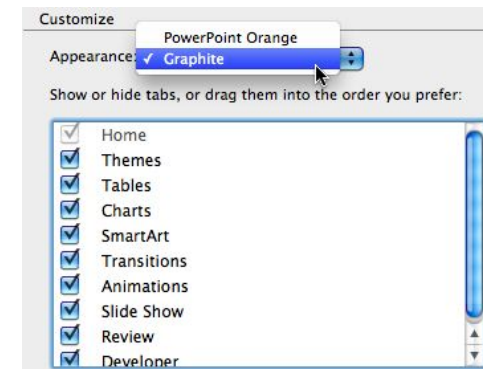 Customize
PowerPoint Orange
Appearance: ✓ Graphite
Show or hide tabs, or drag them into the order you prefer:
Home
Themes
Tables
Charts
SmartArt
Transitions
Animations
Slide Show
Review
Developer